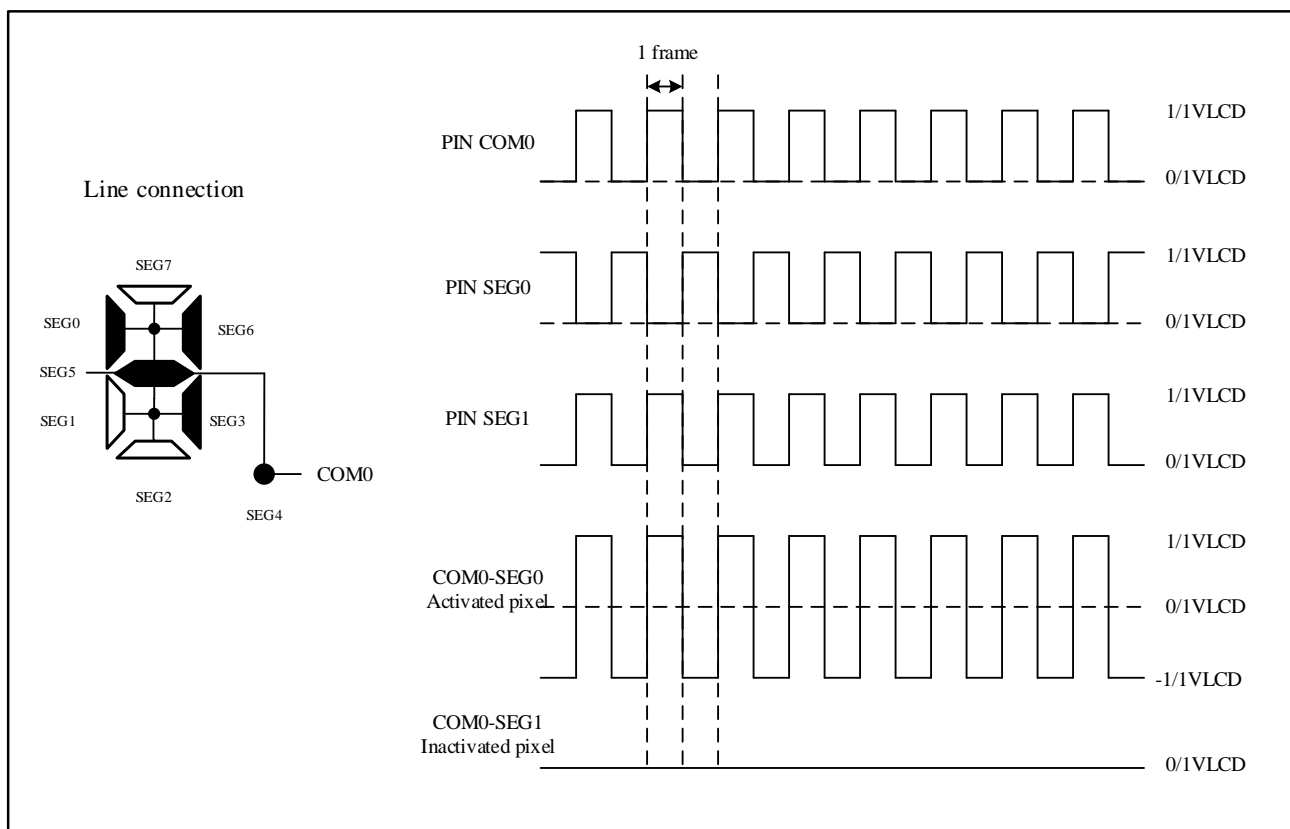 1 frame
PIN COM0
1/1VLCD
0/1VLCD
Line connection
SEG7
SEG0
SEG6
SEG5
SEG1
SEG3
COM0
SEG2
SEG4
PIN SEG0
1/1VLCD
0/1VLCD
PIN SEG1
1/1VLCD
0/1VLCD
COM0-SEG0
Activated pixel
1/1VLCD
0/1VLCD
-1/1VLCD
COM0-SEG1
Inactivated pixel
0/1VLCD